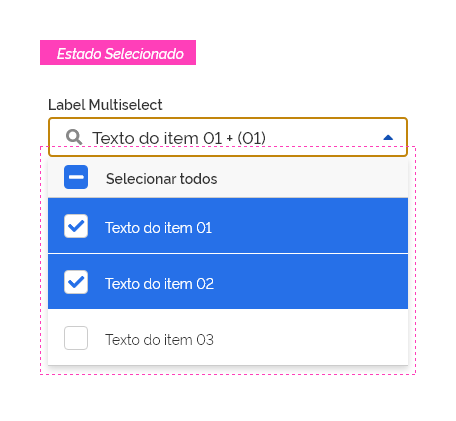 Estado Selecionado
Label Multiselect
Texto do item 01 + (01)
Selecionar todos
Texto do item 01
Texto do item 02
Texto do item 03